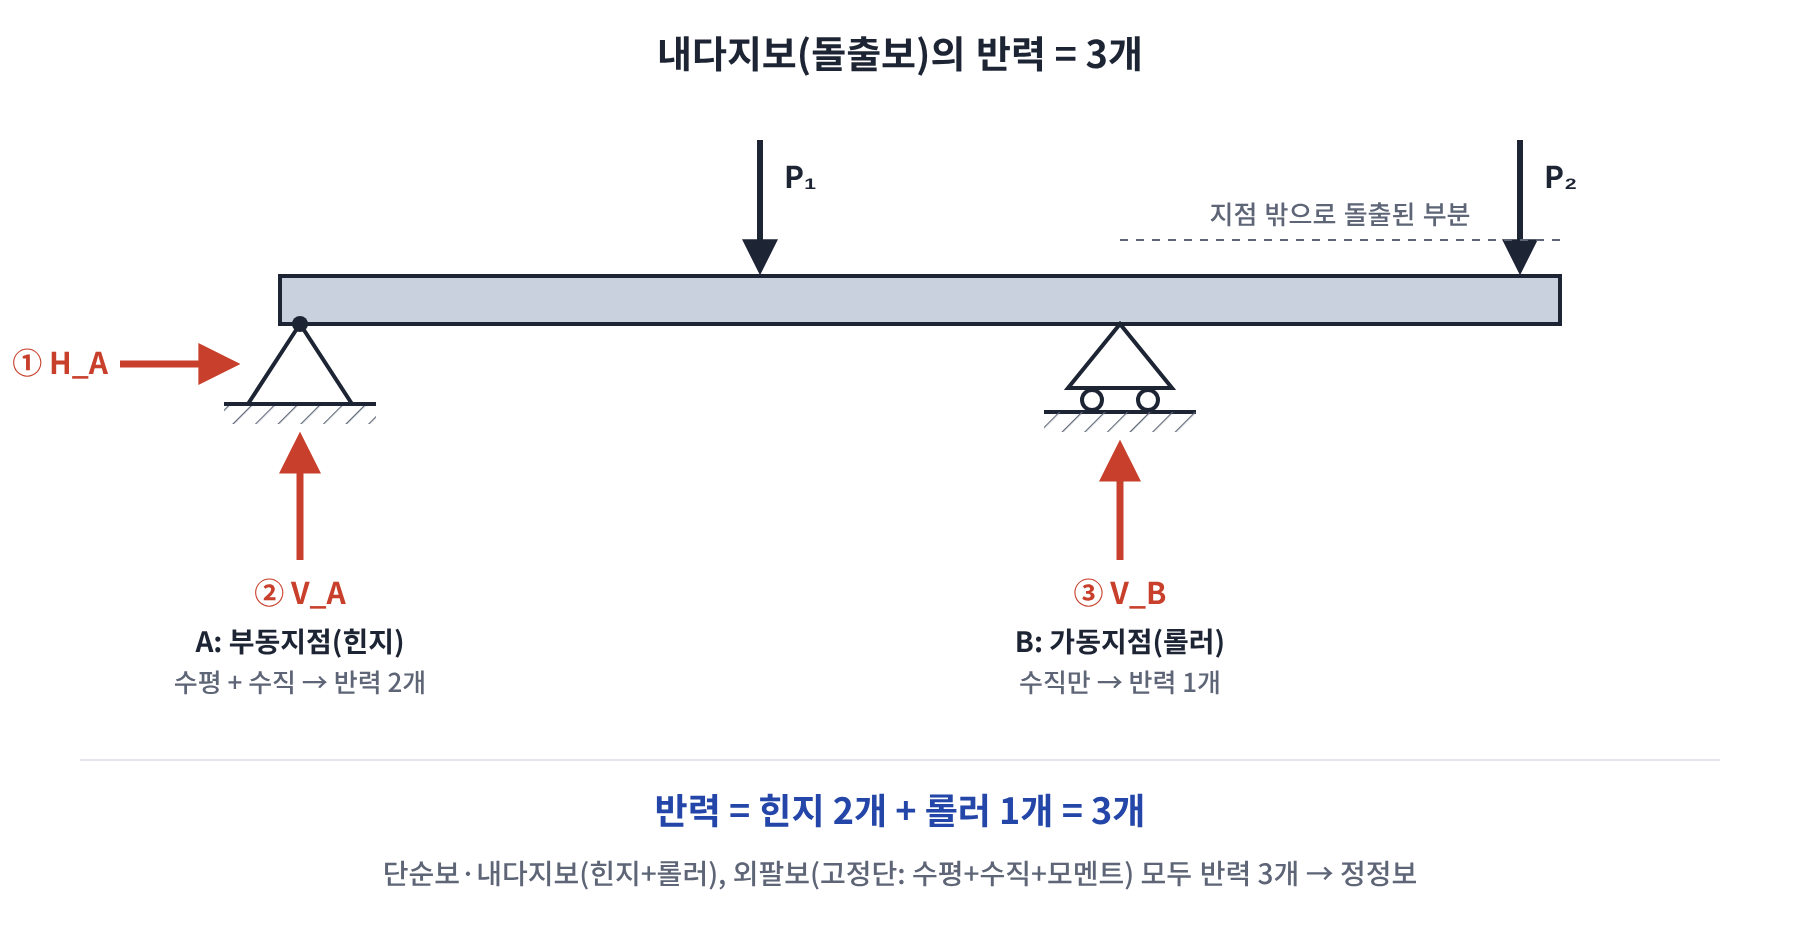 내다지보(돌출보)의 반력 = 3개
P₁
P₂
지점 밖으로 돌출된 부분
① H_A
② V_A
③ V_B
A: 부동지점(힌지)
B: 가동지점(롤러)
수평 + 수직 → 반력 2개
수직만 → 반력 1개
반력 = 힌지 2개 + 롤러 1개 = 3개
단순보·내다지보(힌지+롤러), 외팔보(고정단: 수평+수직+모멘트) 모두 반력 3개 → 정정보